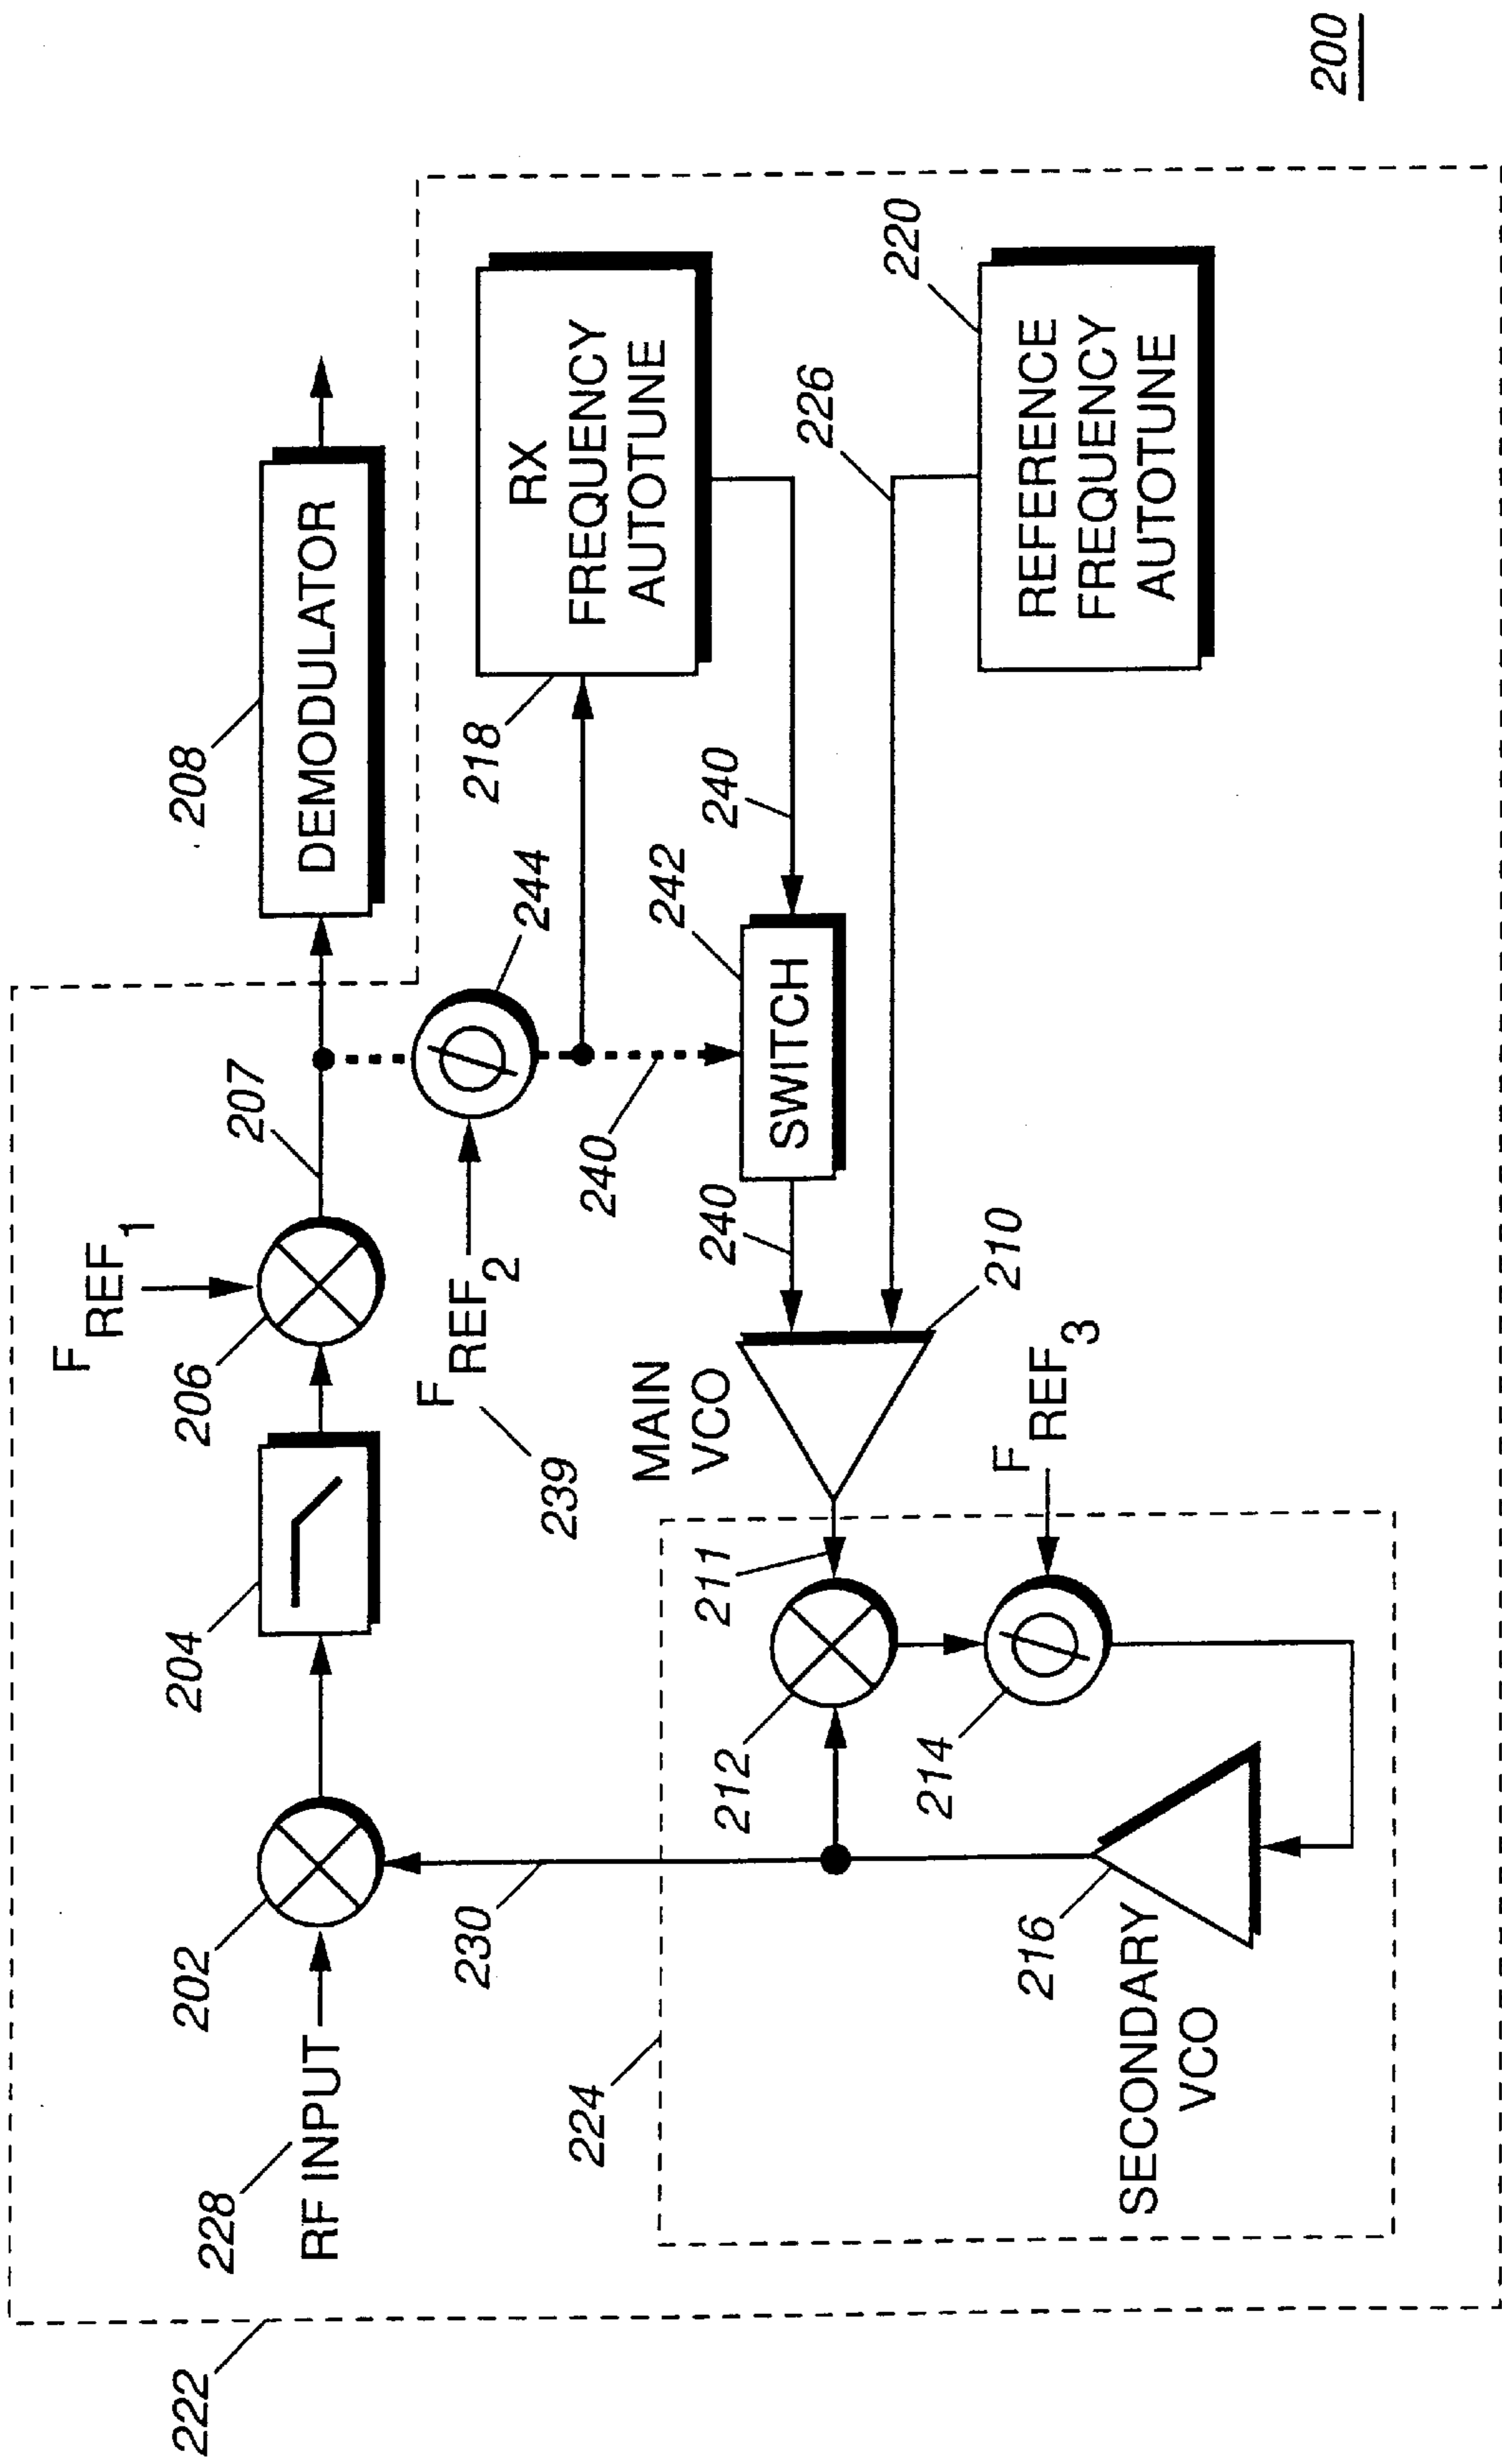 200
222
228
RF INPUT
202
204
206
F REF 1
207
208
DEMODULATOR
F REF 2
239
244
218
RX
FREQUENCY
AUTOTUNE
230
240
240
240
242
SWITCH
226
220
REFERENCE
FREQUENCY
AUTOTUNE
MAIN
VCO
210
211
212
214
F REF 3
224
216
SECONDARY
VCO